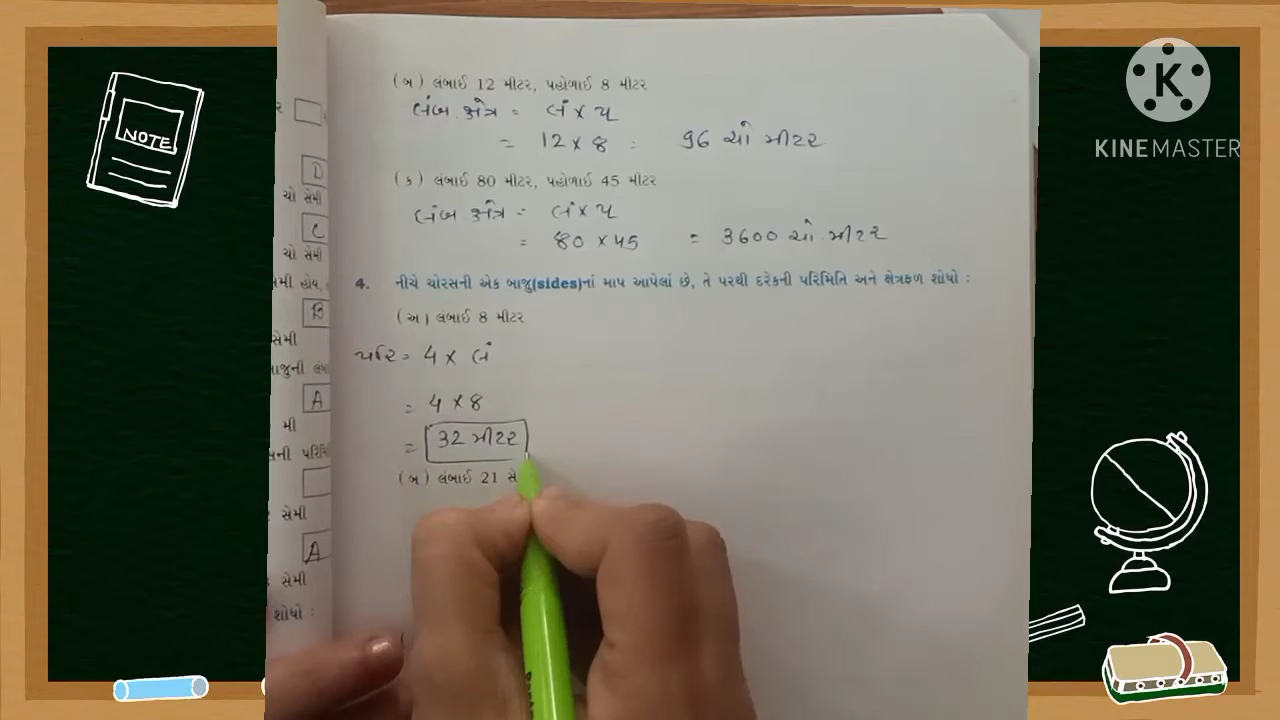 NOTE
KINEMASTER
(બ) લંબાઈ 12 મીટર, પહોળાઈ 8 મીટર
લંબ ક્ષેત્ર = લં × પ
= 12 × 8 = 96 ચો મીટર
(ક) લંબાઈ 80 મીટર, પહોળાઈ 45 મીટર
લંબ ક્ષેત્ર = લં × પ
= 80 × 45 = 3600 ચો. મીટર
4. નીચે ચોરસની એક બાજુ(sides)નાં માપ આપેલાં છે, તે પરથી દરેકની પરિમિતિ અને ક્ષેત્રફળ શોધો :
(અ) લંબાઈ 8 મીટર
પરિ = 4 × લં
= 4 × 8
= 32 મીટર
(બ) લંબાઈ 21 સે
D
ચો સેમી
C
ચો સેમી
હોય,
B
સેમી
A
મી
સેમી
A
સેમી
શોધો :